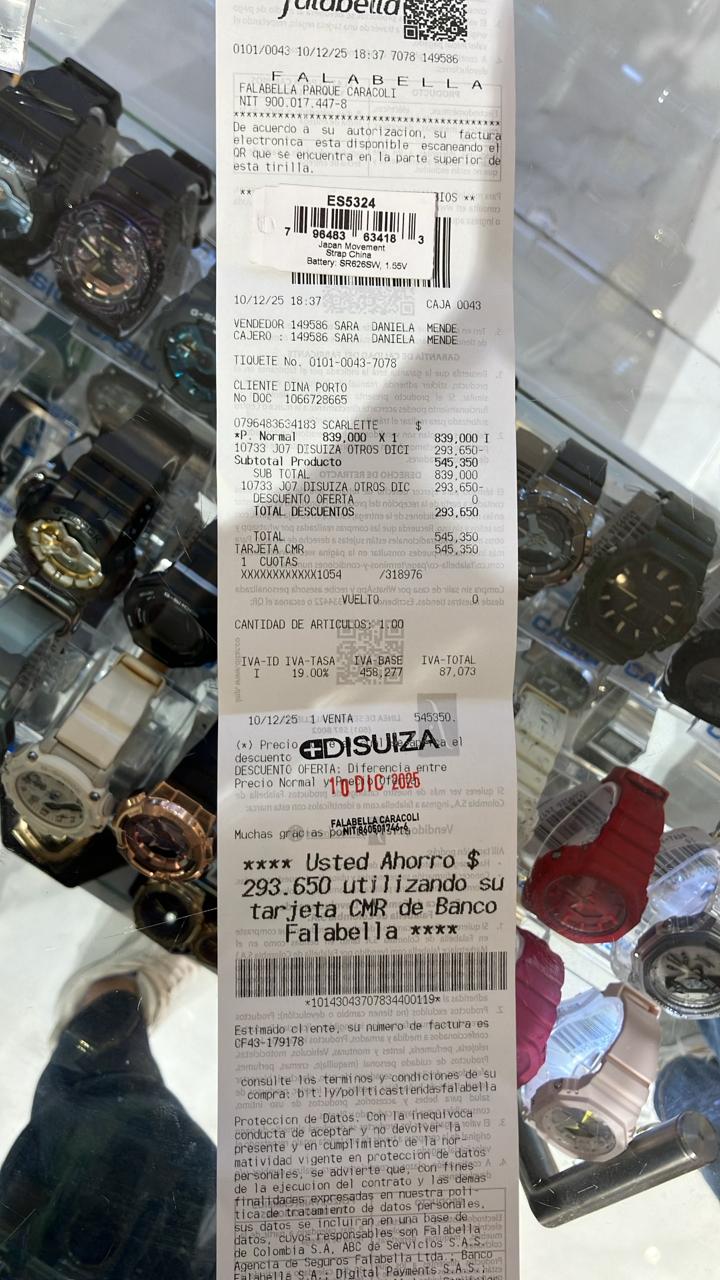 falabella
0101/0043 10/12/25 18:37 7078 149586
F A L A B E L L A
FALABELLA PARQUE CARACOLI
NIT 900.017.447-8
De acuerdo a su autorizacion, su factura
electronica esta disponible escaneando el
QR que se encuentra en la parte superior de
esta tirilla.
** BIOS **
ES5324
7 96483 63418 3
Japan Movement
Strap China
Battery: SR626SW, 1.55V
10/12/25 18:37 CAJA 0043
VENDEDOR 149586 SARA DANIELA MENDE
CAJERO : 149586 SARA DANIELA MENDE
TIQUETE No. 0101-0043-7078
CLIENTE DINA PORTO
No DOC 1066728665
0796483634183 SCARLETTE $
*P. Normal 839,000 X 1 839,000 I
10733 J07 DISUIZA OTROS DICI 293,650-
Subtotal Producto 545,350
SUB TOTAL 839,000
10733 J07 DISUIZA OTROS DIC 293,650-
DESCUENTO OFERTA 0
TOTAL DESCUENTOS 293,650
TOTAL 545,350
TARJETA CMR 545,350
1 CUOTAS
XXXXXXXXXXXX1054 /318976
VUELTO 0
CANTIDAD DE ARTICULOS: 1.00
IVA-ID IVA-TASA IVA-BASE IVA-TOTAL
I 19.00% 458,277 87,073
10/12/25 1 VENTA 545350.
(*) Precio el
descuento
DISUIZA
DESCUENTO OFERTA: Diferencia entre
Precio Normal y
10 DIC 2025
FALABELLA CARACOLI
NIT 860501744-4
Muchas gracias
**** Usted Ahorro $
293.650 utilizando su
tarjeta CMR de Banco
Falabella ****
*10143043707834400119*
Estimado cliente, su numero de factura es
CF43-179178
consulte los terminos y condiciones de su
compra: bit.ly/politicastiendasfalabella
Proteccion de Datos. Con la inequivoca
conducta de aceptar y no devolver la
presente y en cumplimiento de la nor-
matividad vigente en protección de datos
personales, se advierte que, con fines
de la ejecucion del contrato y las demas
finalidades expresadas en nuestra poli-
tica de tratamiento de datos personales,
sus datos se incluiran en una base de
datos, cuyos responsables son Falabella
de Colombia S.A, ABC de Servicios S.A.S,
Agencia de Seguros Falabella Ltda., Banco
Falabella S.A., Digital Payments S.A.S.,